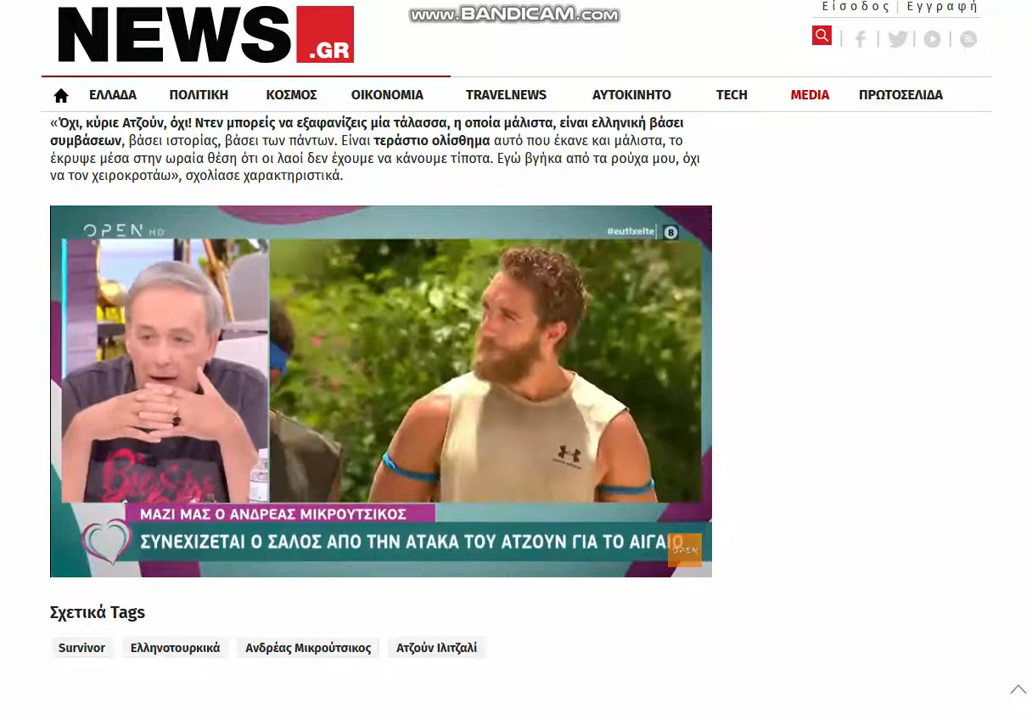 www.BANDICAM.com
NEWS.GR
Είσοδος | Εγγραφή
ΕΛΛΑΔΑ ΠΟΛΙΤΙΚΗ ΚΟΣΜΟΣ ΟΙΚΟΝΟΜΙΑ TRAVELNEWS ΑΥΤΟΚΙΝΗΤΟ TECH MEDIA ΠΡΩΤΟΣΕΛΙΔΑ
«Όχι, κύριε Ατζούν, όχι! Ντεν μπορείς να εξαφανίζεις μία τάλασσα, η οποία μάλιστα, είναι ελληνική βάσει
συμβάσεων, βάσει ιστορίας, βάσει των πάντων. Είναι τεράστιο ολίσθημα αυτό που έκανε και μάλιστα, το
έκρυψε μέσα στην ωραία θέση ότι οι λαοί δεν έχουμε να κάνουμε τίποτα. Εγώ βγήκα από τα ρούχα μου, όχι
να τον χειροκροτάω», σχολίασε χαρακτηριστικά.
OPEN HD
#eutixeite 8
ΜΑΖΙ ΜΑΣ Ο ΑΝΔΡΕΑΣ ΜΙΚΡΟΥΤΣΙΚΟΣ
ΣΥΝΕΧΙΖΕΤΑΙ Ο ΣΑΛΟΣ ΑΠΟ ΤΗΝ ΑΤΑΚΑ ΤΟΥ ΑΤΖΟΥΝ ΓΙΑ ΤΟ ΑΙΓΑΙΟ
OPEN
Σχετικά Tags
Survivor Ελληνοτουρκικά Ανδρέας Μικρούτσικος Ατζούν Ιλιτζαλί